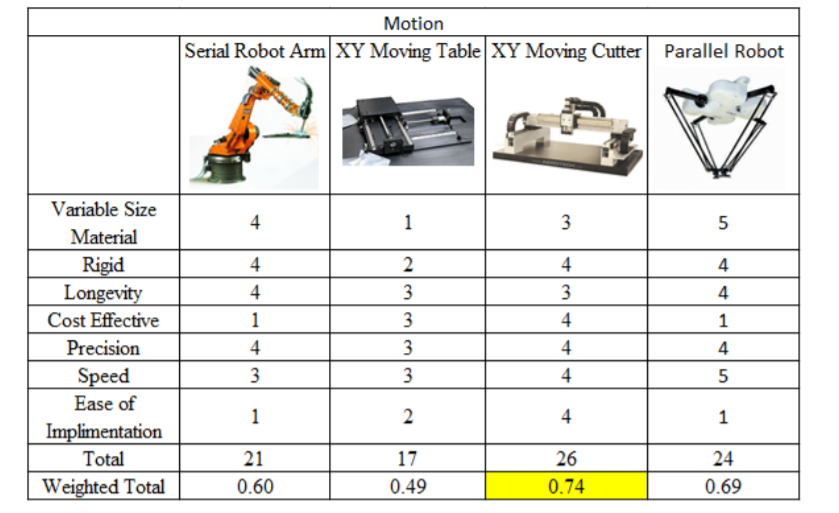 Motion
Serial Robot Arm XY Moving Table XY Moving Cutter Parallel Robot
Variable Size
Material 4 1 3 5
Rigid 4 2 4 4
Longevity 4 3 3 4
Cost Effective 1 3 4 1
Precision 4 3 4 4
Speed 3 3 4 5
Ease of
Implimentation 1 2 4 1
Total 21 17 26 24
Weighted Total 0.60 0.49 0.74 0.69